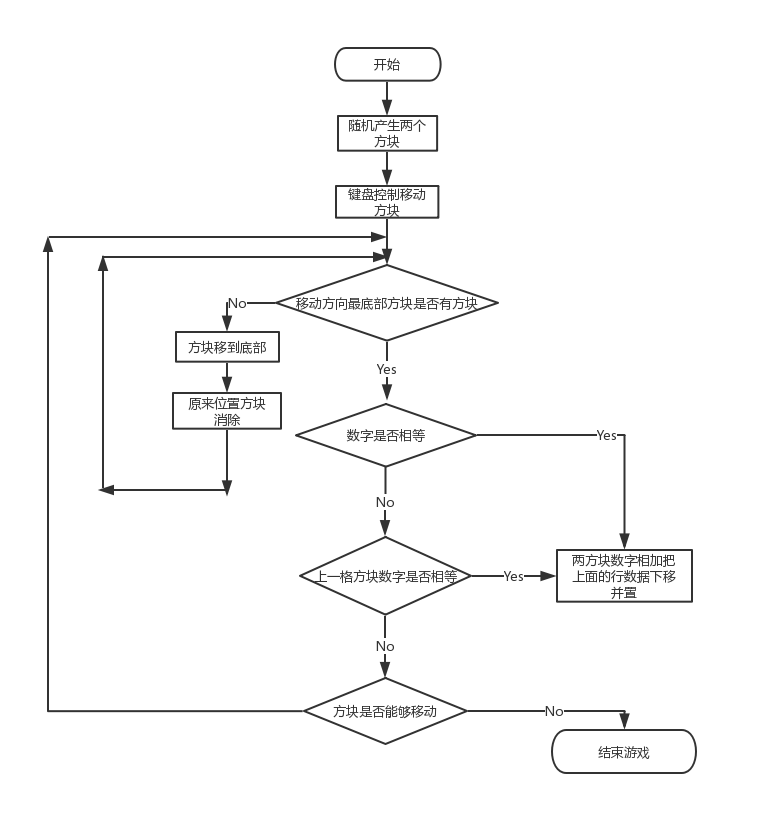 开始
随机产生两个
方块
键盘控制移动
方块
移动方向最底部方块是否有方块
No
方块移到底部
Yes
原来位置方块
消除
数字是否相等
Yes
No
上一格方块数字是否相等
Yes
两方块数字相加把
上面的行数据下移
并置
No
方块是否能够移动
No
结束游戏